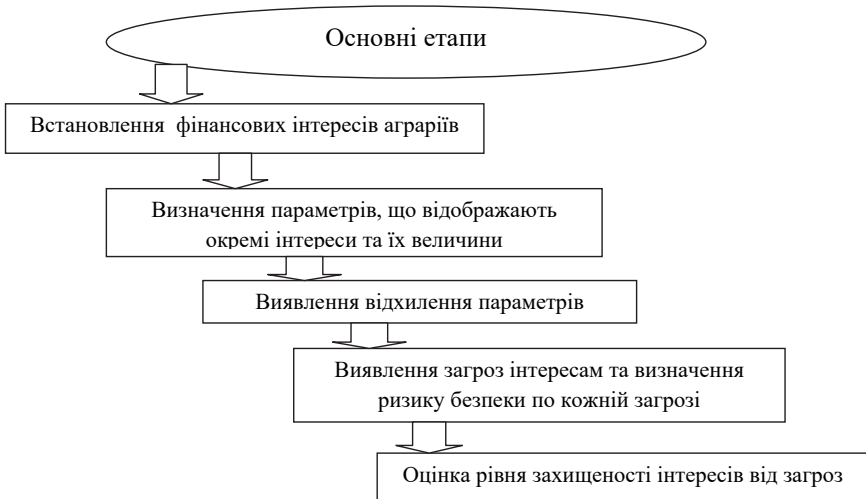 Основні етапи
Встановлення фінансових інтересів аграріїв
Визначення параметрів, що відображають
окремі інтереси та їх величини
Виявлення відхилення параметрів
Виявлення загроз інтересам та визначення
ризику безпеки по кожній загрозі
Оцінка рівня захищеності інтересів від загроз